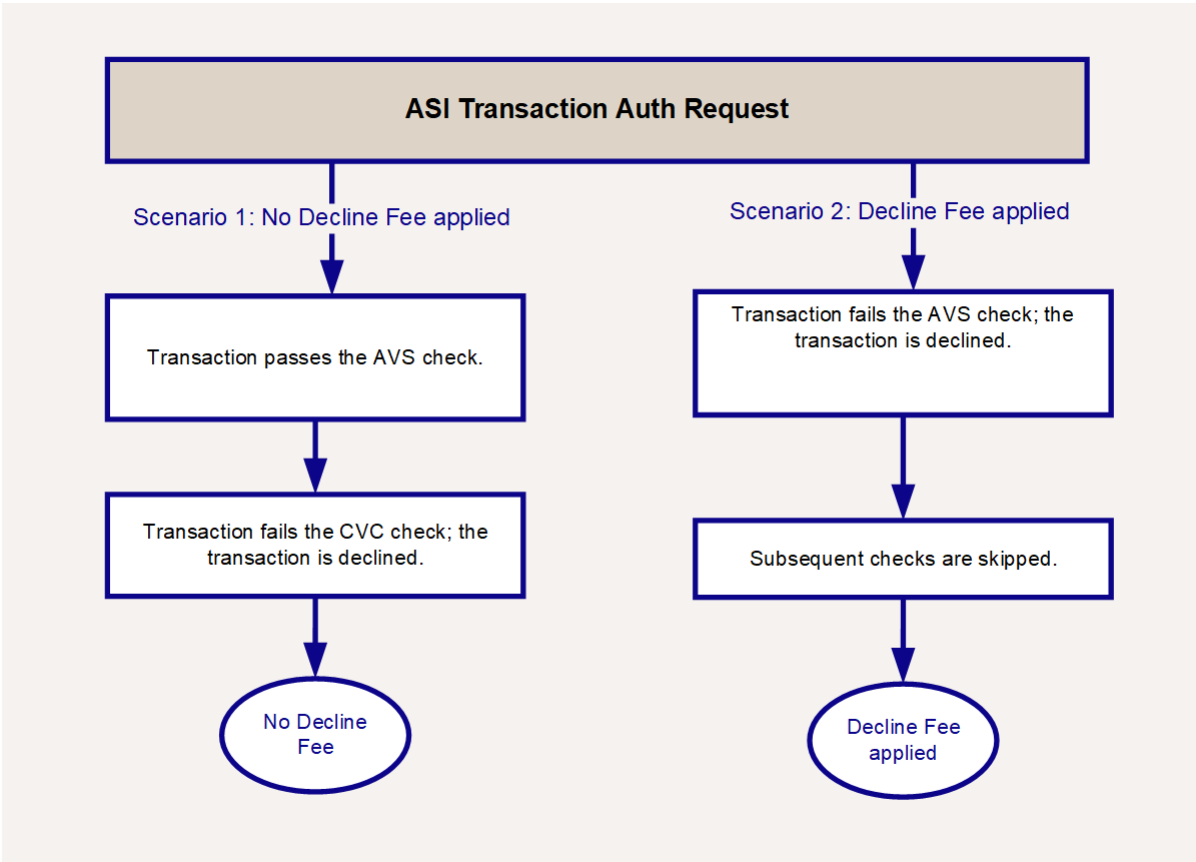 ASI Transaction Auth Request
Scenario 1: No Decline Fee applied
Transaction passes the AVS check.
Transaction fails the CVC check; the
transaction is declined.
No Decline
Fee
Scenario 2: Decline Fee applied
Transaction fails the AVS check; the
transaction is declined.
Subsequent checks are skipped.
Decline Fee
applied